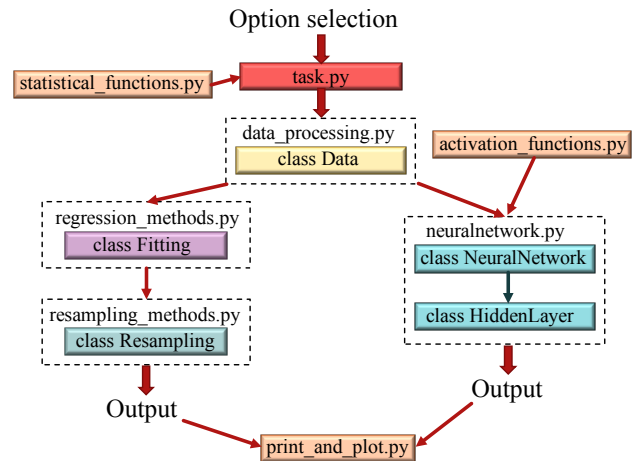 Option selection
statistical_functions.py
task.py
data_processing.py
class Data
activation_functions.py
regression_methods.py
class Fitting
neuralnetwork.py
class NeuralNetwork
resampling_methods.py
class Resampling
class HiddenLayer
Output
Output
print_and_plot.py